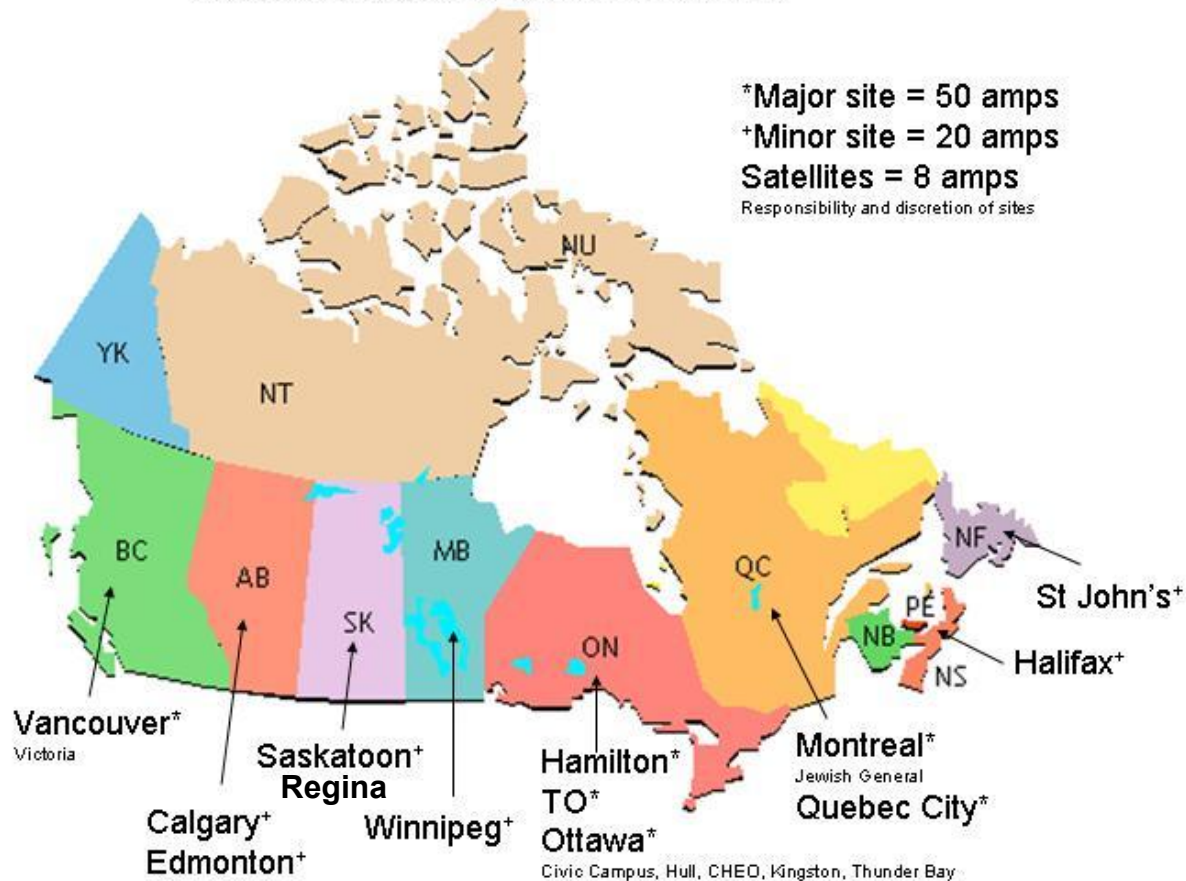 *Major site = 50 amps
+Minor site = 20 amps
Satellites = 8 amps
Responsibility and discretion of sites
NU
YK
NT
BC
AB
SK
MB
ON
QC
NF
PE
NB
NS
St John's+
Halifax+
Vancouver*
Victoria
Calgary+
Edmonton+
Saskatoon+
Regina
Winnipeg+
Hamilton*
TO*
Ottawa*
Civic Campus, Hull, CHEO, Kingston, Thunder Bay
Montreal*
Jewish General
Quebec City*